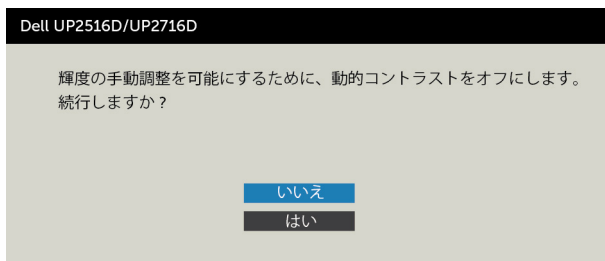 Dell UP2516D/UP2716D
輝度の手動調整を可能にするために、動的コントラストをオフにします。
続行しますか？
いいえ
はい